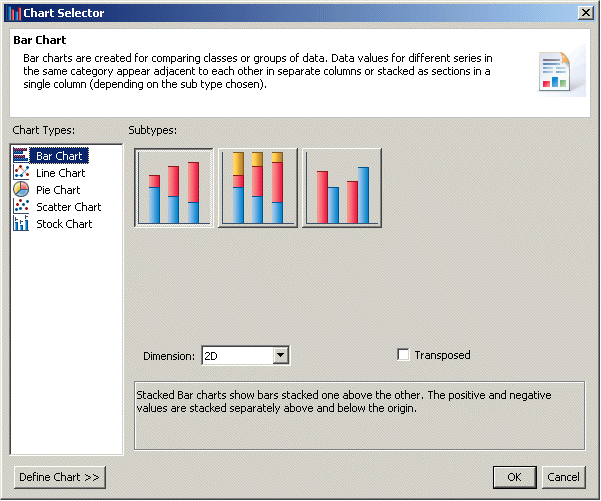 Chart Selector
Bar Chart
Bar charts are created for comparing classes or groups of data. Data values for different series in
the same category appear adjacent to each other in separate columns or stacked as sections in a
single column (depending on the sub type chosen).
Chart Types:
Subtypes:
Bar Chart
Line Chart
Pie Chart
Scatter Chart
Stock Chart
Dimension:
2D
Transposed
Stacked Bar charts show bars stacked one above the other. The positive and negative
values are stacked separately above and below the origin.
Define Chart >>
OK
Cancel